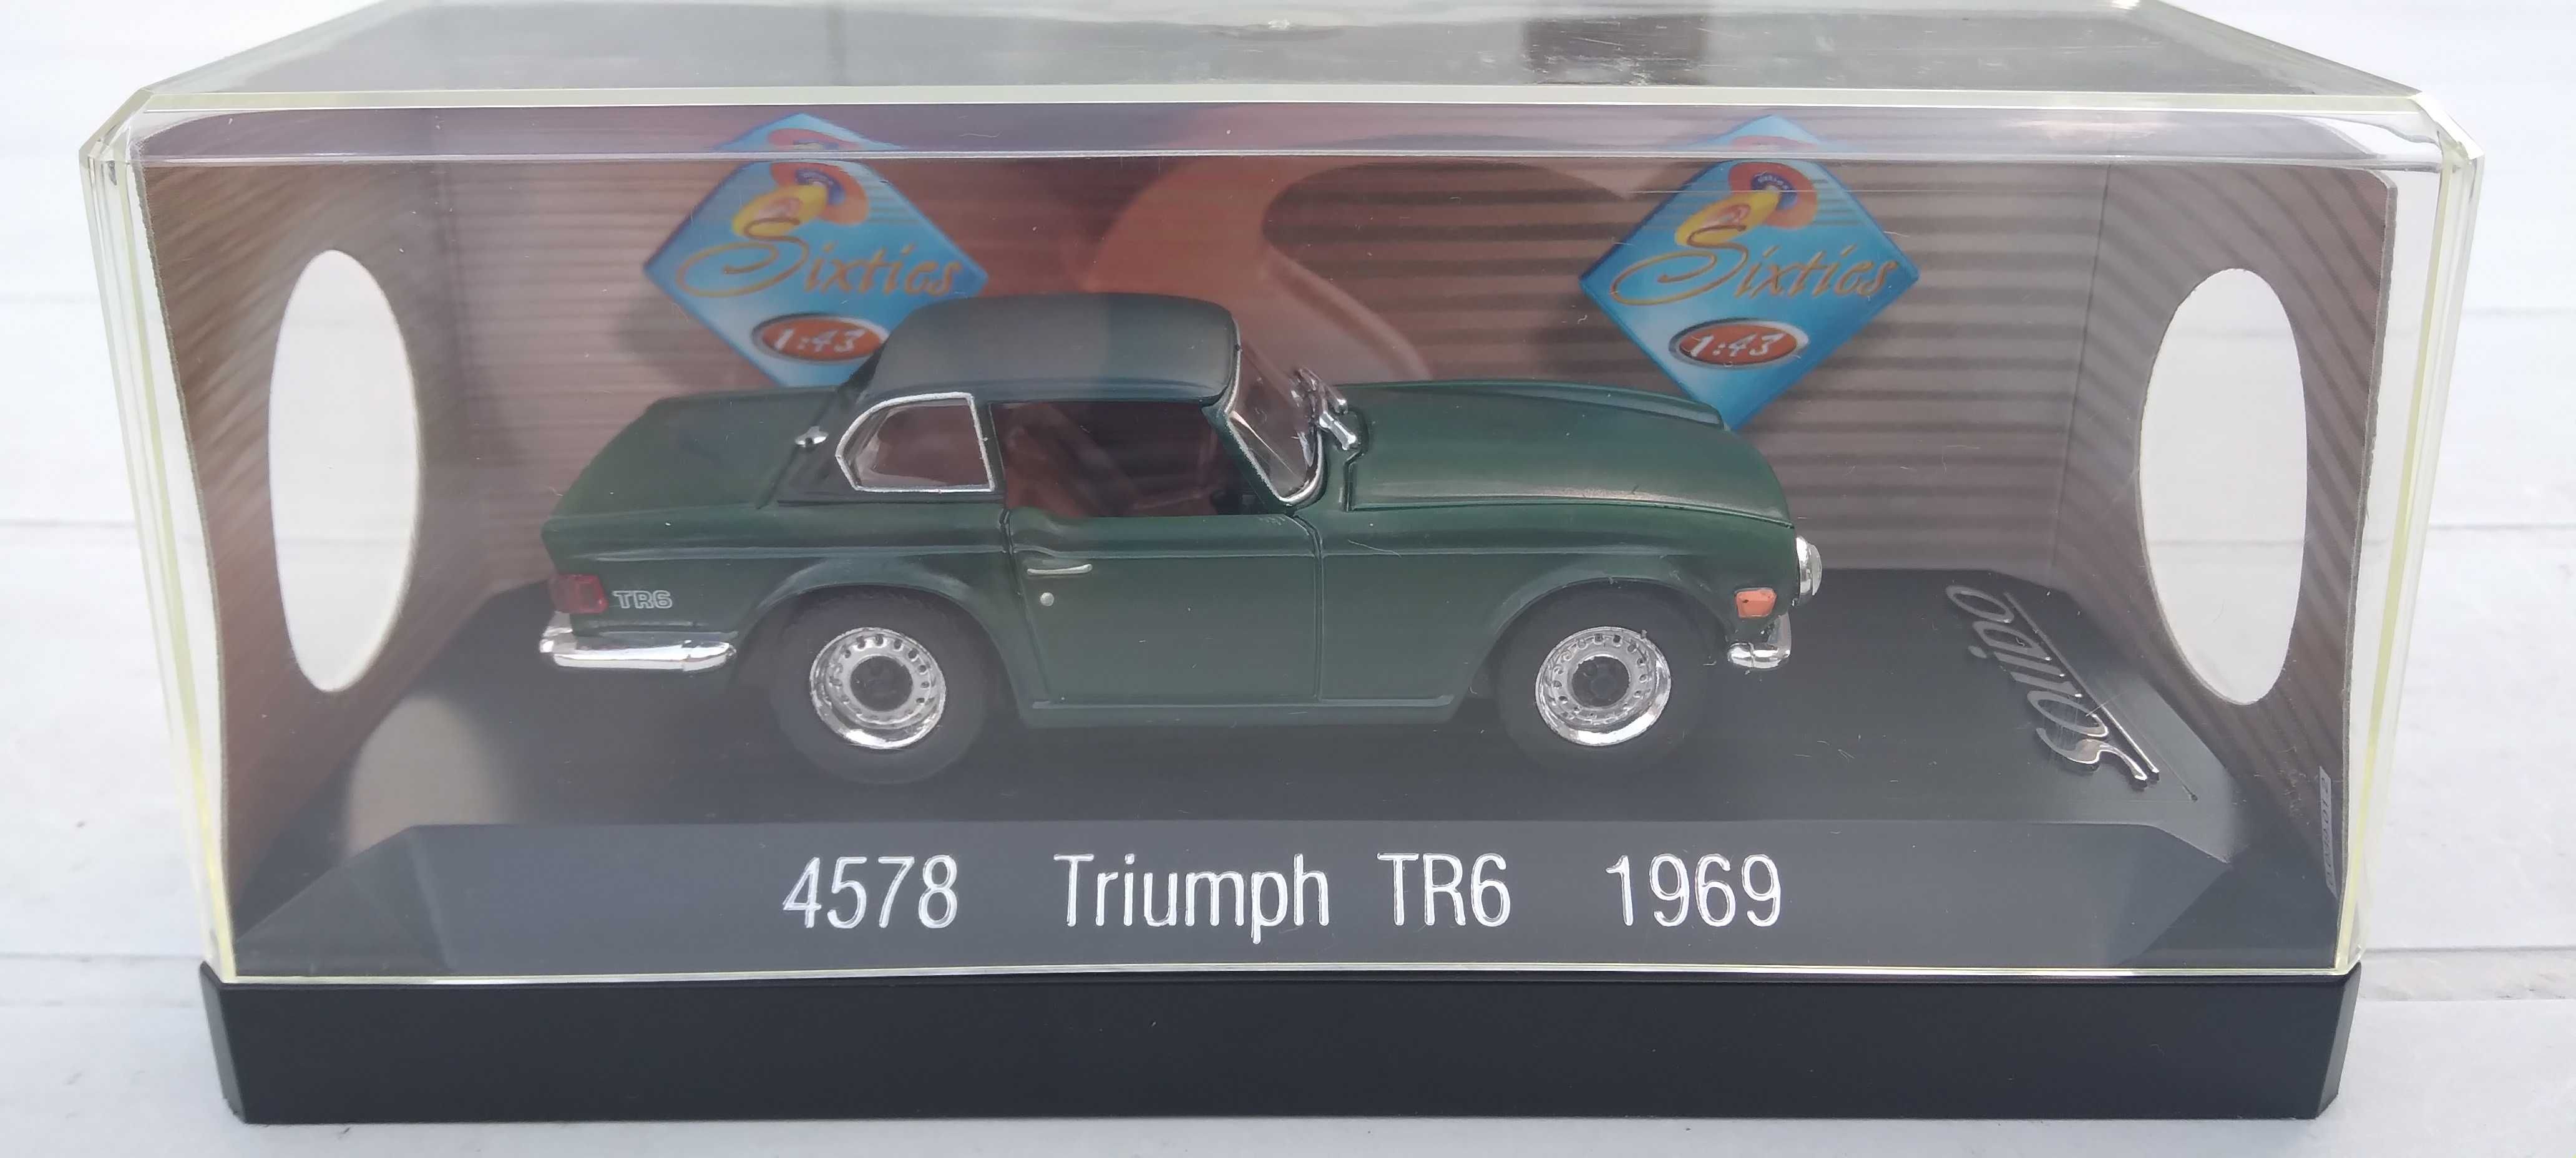 Sixties
1:43
Sixties
1:43
TR6
Solido
4578 Triumph TR6 1969